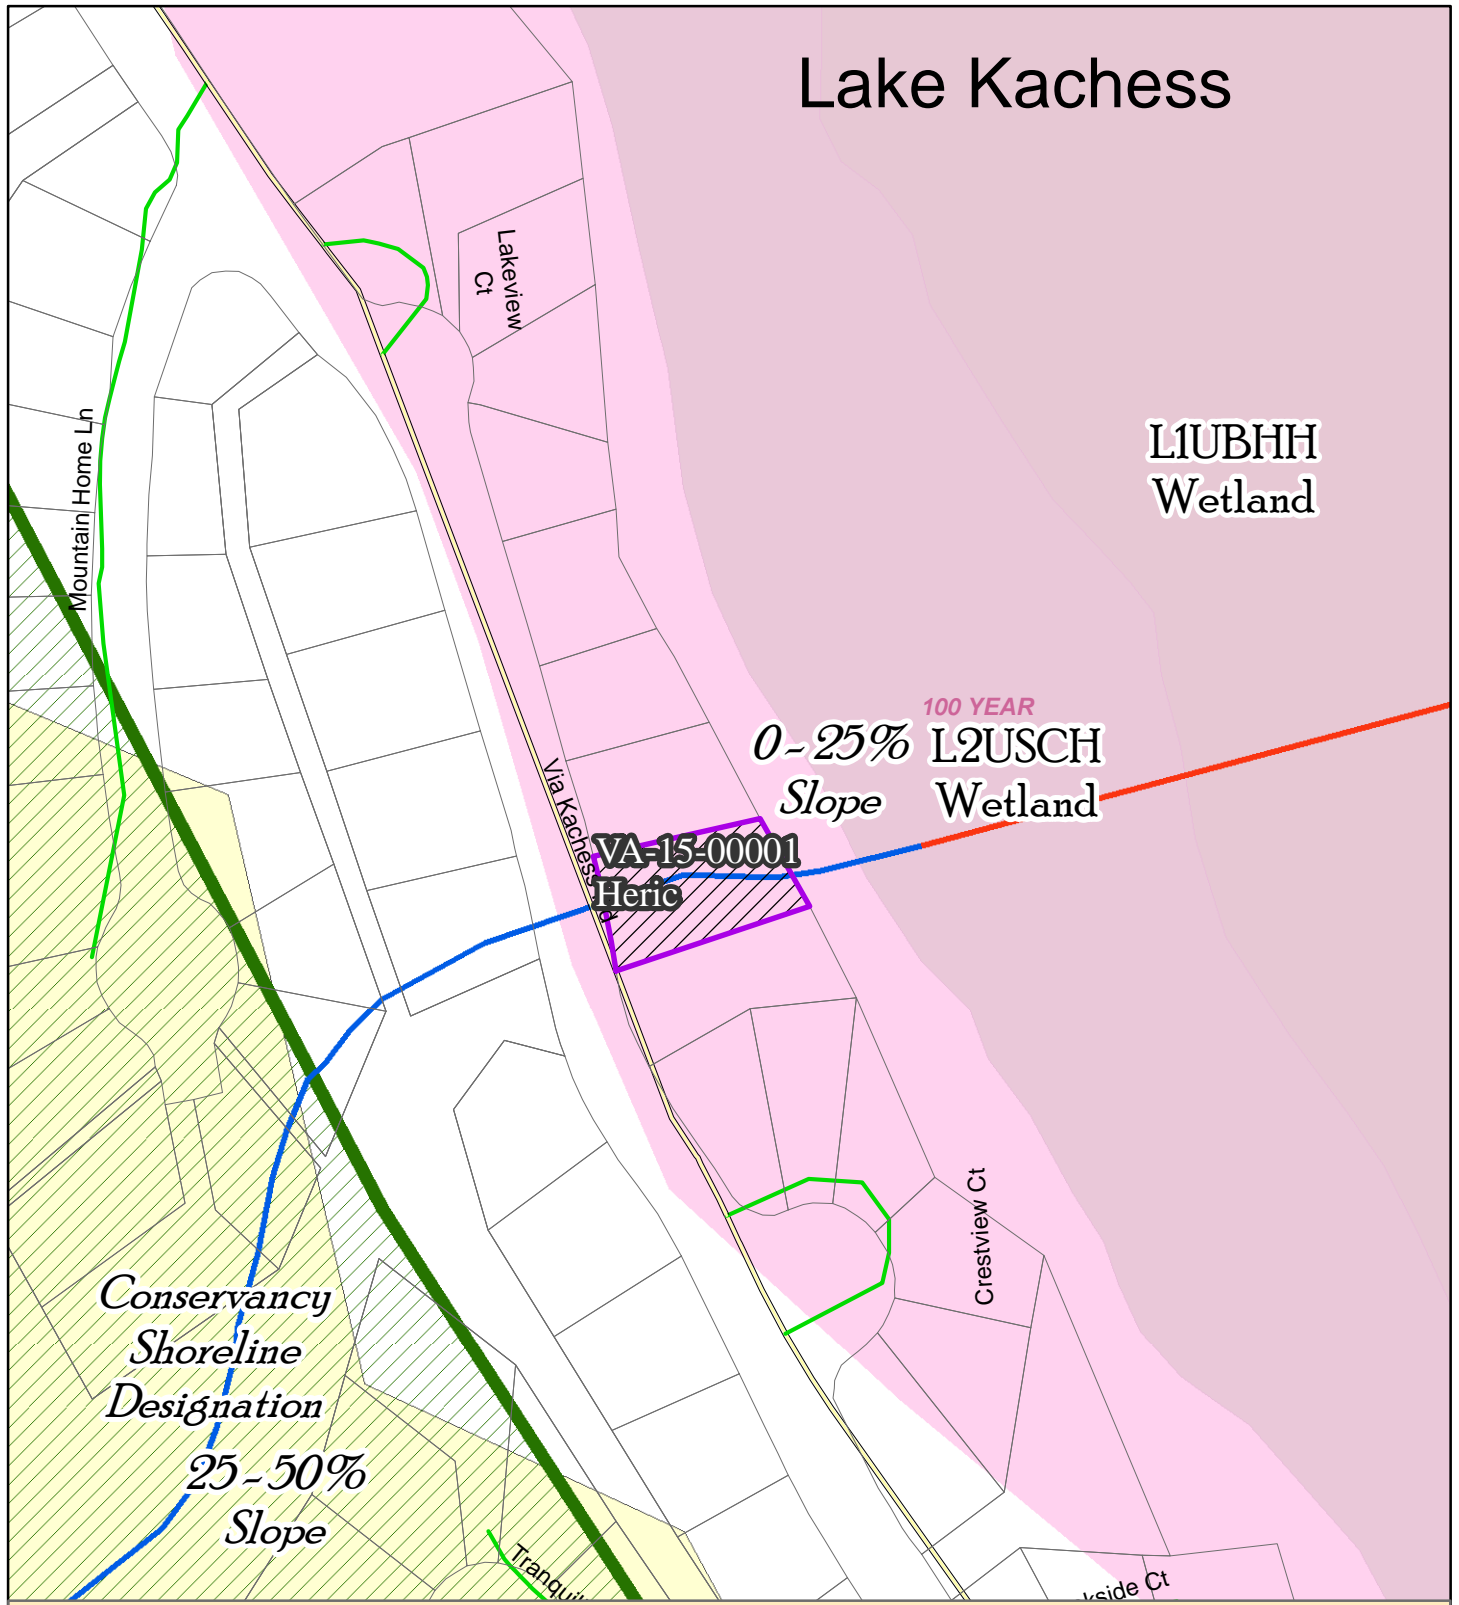 Lake Kachess
Lakeview
Ct
Mountain Home Ln
L1UBHH
Wetland
100 YEAR
0-25%
Slope
L2USCH
Wetland
Via Kachess Rd
VA-15-00001
Heric
Crestview Ct
Conservancy
Shoreline
Designation
25-50%
Slope